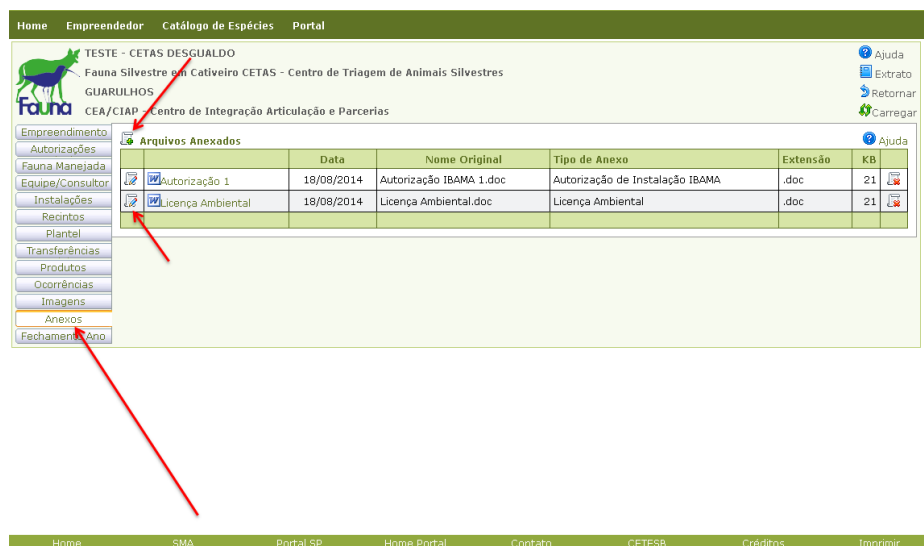 Home Empreendedor Catálogo de Espécies Portal
TESTE - CETAS DESGUALDO
Fauna Silvestre em Cativeiro CETAS - Centro de Triagem de Animais Silvestres
GUARULHOS
CEA/CIAP - Centro de Integração Articulação e Parcerias
Fauna
Ajuda
Extrato
Retornar
Carregar
Empreendimento
Autorizações
Fauna Manejada
Equipe/Consultor
Instalações
Recintos
Plantel
Transferências
Produtos
Ocorrências
Imagens
Anexos
Fechamento Ano
Arquivos Anexados Ajuda
Data Nome Original Tipo de Anexo Extensão KB
Autorização 1 18/08/2014 Autorização IBAMA 1.doc Autorização de Instalação IBAMA .doc 21
Licença Ambiental 18/08/2014 Licença Ambiental.doc Licença Ambiental .doc 21
Home SMA Portal SP Home Portal Contato CETESB Créditos Imprimir